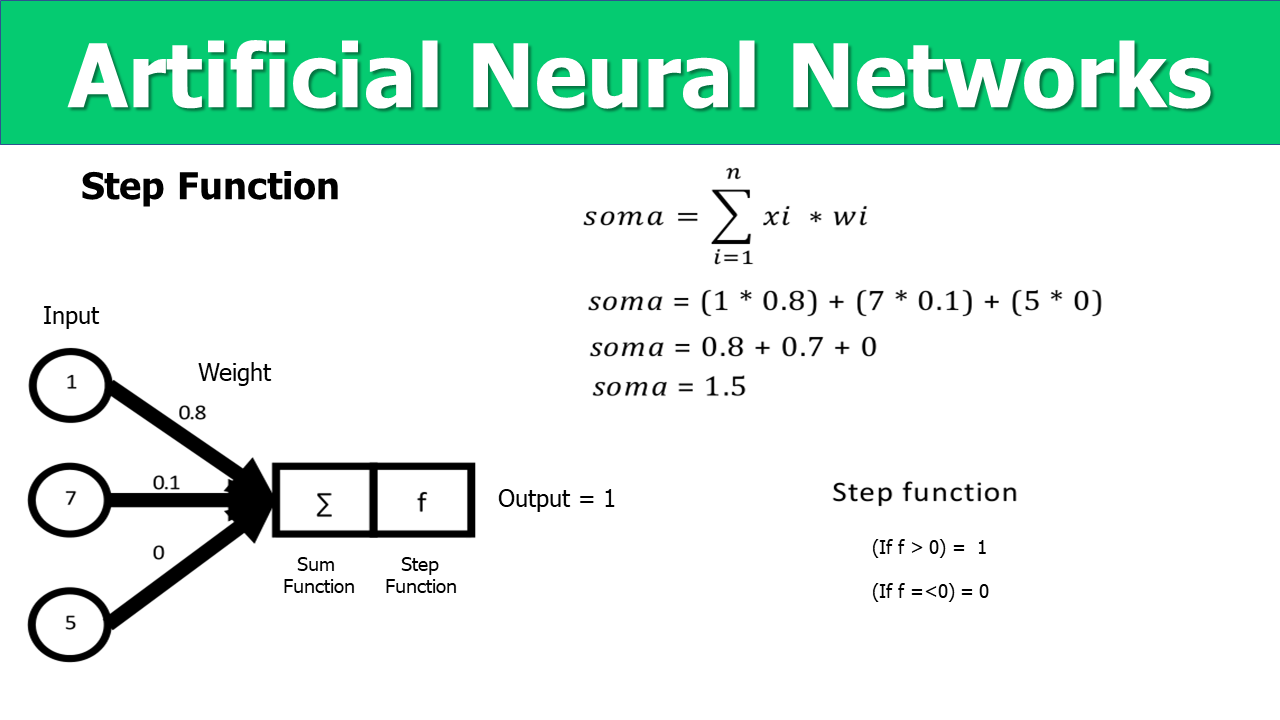 Artificial Neural Networks
Step Function
n
soma = ∑ xi * wi
i=1
soma = (1 * 0.8) + (7 * 0.1) + (5 * 0)
soma = 0.8 + 0.7 + 0
soma = 1.5
Input
Weight
1
0.8
7
0.1
0
5
∑
f
Output = 1
Sum
Function
Step
Function
Step function
(If f > 0) = 1
(If f =<0) = 0